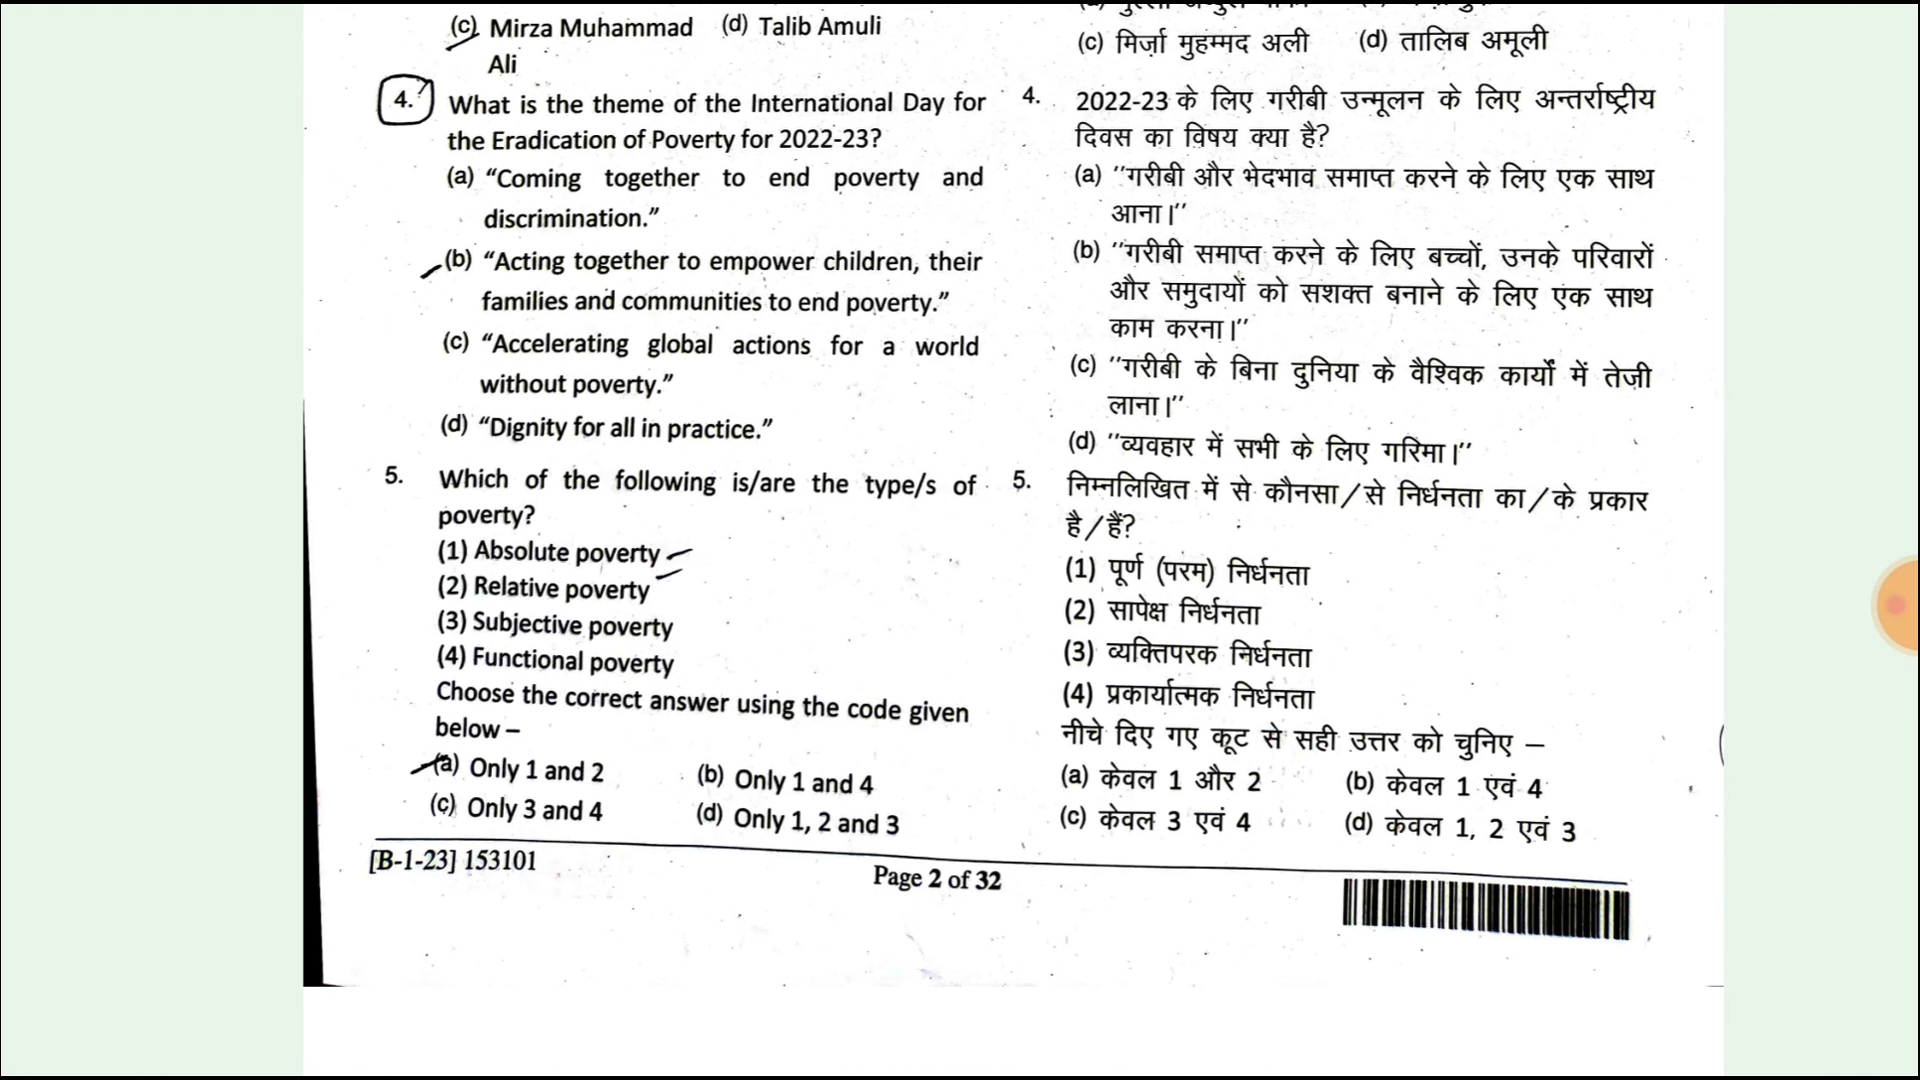 (c) Mirza Muhammad (d) Talib Amuli
Ali
4. What is the theme of the International Day for
the Eradication of Poverty for 2022-23?
(a) “Coming together to end poverty and
discrimination.”
(b) “Acting together to empower children, their
families and communities to end poverty.”
(c) “Accelerating global actions for a world
without poverty.”
(d) “Dignity for all in practice.”
5. Which of the following is/are the type/s of
poverty?
(1) Absolute poverty
(2) Relative poverty
(3) Subjective poverty
(4) Functional poverty
Choose the correct answer using the code given
below –
(a) Only 1 and 2 (b) Only 1 and 4
(c) Only 3 and 4 (d) Only 1, 2 and 3
(c) मिर्ज़ा मुहम्मद अली (d) तालिब अमूली
4. 2022-23 के लिए गरीबी उन्मूलन के लिए अन्तर्राष्ट्रीय
दिवस का विषय क्या है?
(a) ''गरीबी और भेदभाव समाप्त करने के लिए एक साथ
आना।''
(b) ''गरीबी समाप्त करने के लिए बच्चों, उनके परिवारों
और समुदायों को सशक्त बनाने के लिए एक साथ
काम करना।''
(c) ''गरीबी के बिना दुनिया के वैश्विक कार्यों में तेज़ी
लाना।''
(d) ''व्यवहार में सभी के लिए गरिमा।''
5. निम्नलिखित में से कौनसा/से निर्धनता का/के प्रकार
है/हैं?
(1) पूर्ण (परम) निर्धनता
(2) सापेक्ष निर्धनता
(3) व्यक्तिपरक निर्धनता
(4) प्रकार्यात्मक निर्धनता
नीचे दिए गए कूट से सही उत्तर को चुनिए –
(a) केवल 1 और 2 (b) केवल 1 एवं 4
(c) केवल 3 एवं 4 (d) केवल 1, 2 एवं 3
[B-1-23] 153101
Page 2 of 32